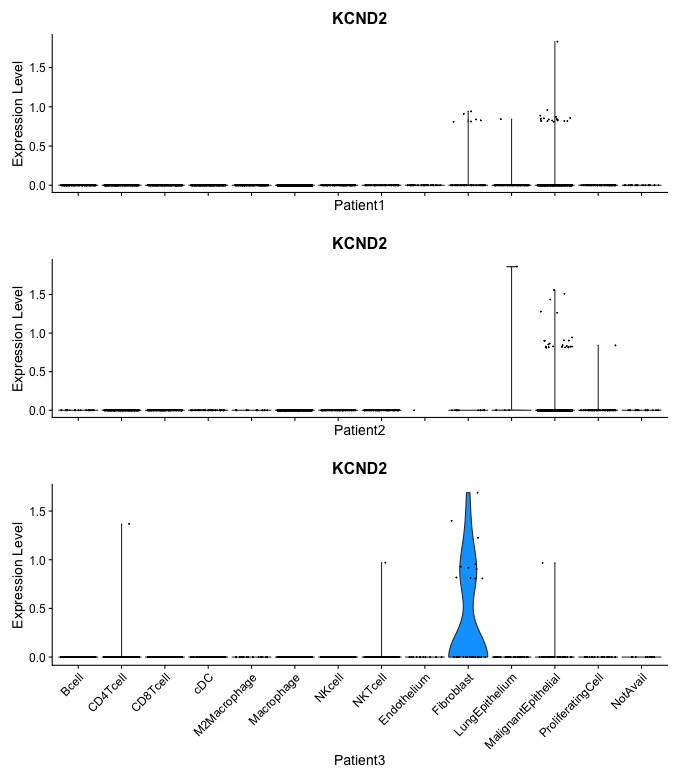 KCND2
Expression Level
1.5
1.0
0.5
0.0
Patient1
KCND2
Expression Level
1.5
1.0
0.5
0.0
Patient2
KCND2
Expression Level
1.5
1.0
0.5
0.0
Bcell
CD4Tcell
CD8Tcell
cDC
M2Macrophage
Macrophage
NKcell
NKTcell
Endothelium
Fibroblast
LungEpithelium
MalignantEpithelial
ProliferatingCell
NotAvail
Patient3